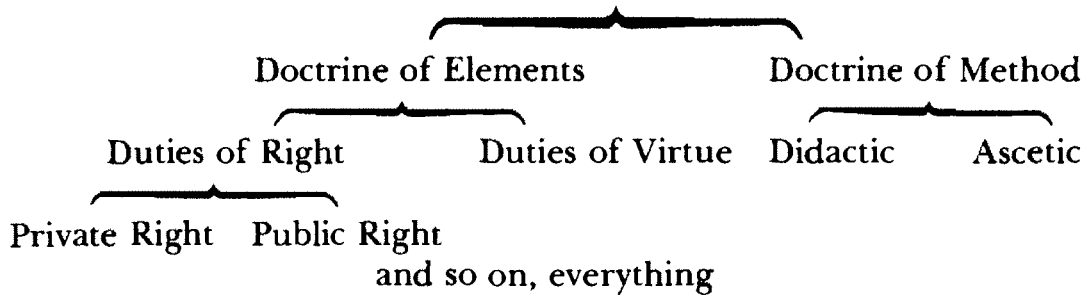 Doctrine of Elements Doctrine of Method
Duties of Right Duties of Virtue Didactic Ascetic
Private Right Public Right
and so on, everything